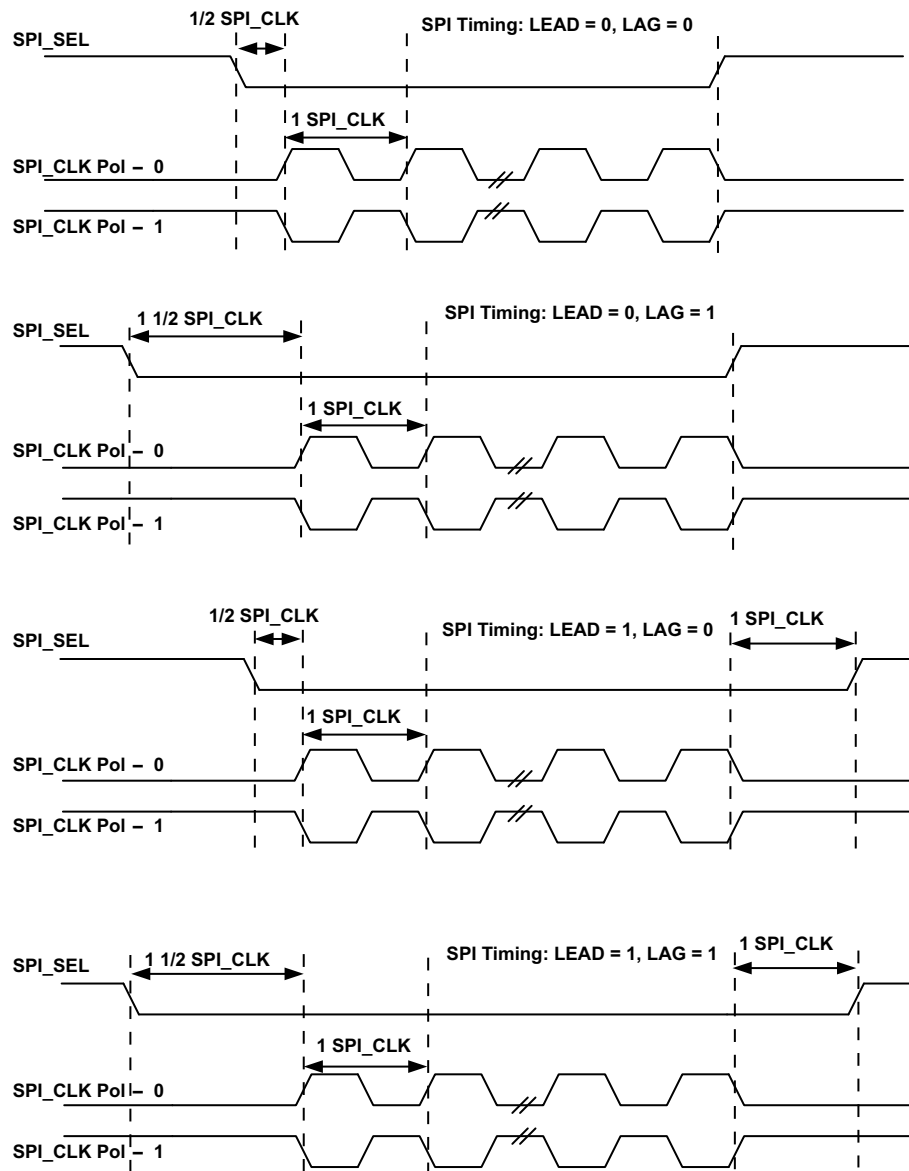 1/2 SPI_CLK
SPI Timing: LEAD = 0, LAG = 0
SPI_SEL
1 SPI_CLK
SPI_CLK Pol – 0
SPI_CLK Pol – 1
1 1/2 SPI_CLK
SPI Timing: LEAD = 0, LAG = 1
SPI_SEL
1 SPI_CLK
SPI_CLK Pol – 0
SPI_CLK Pol – 1
1/2 SPI_CLK
SPI Timing: LEAD = 1, LAG = 0
1 SPI_CLK
SPI_SEL
1 SPI_CLK
SPI_CLK Pol – 0
SPI_CLK Pol – 1
1 1/2 SPI_CLK
SPI Timing: LEAD = 1, LAG = 1
1 SPI_CLK
SPI_SEL
1 SPI_CLK
SPI_CLK Pol – 0
SPI_CLK Pol – 1